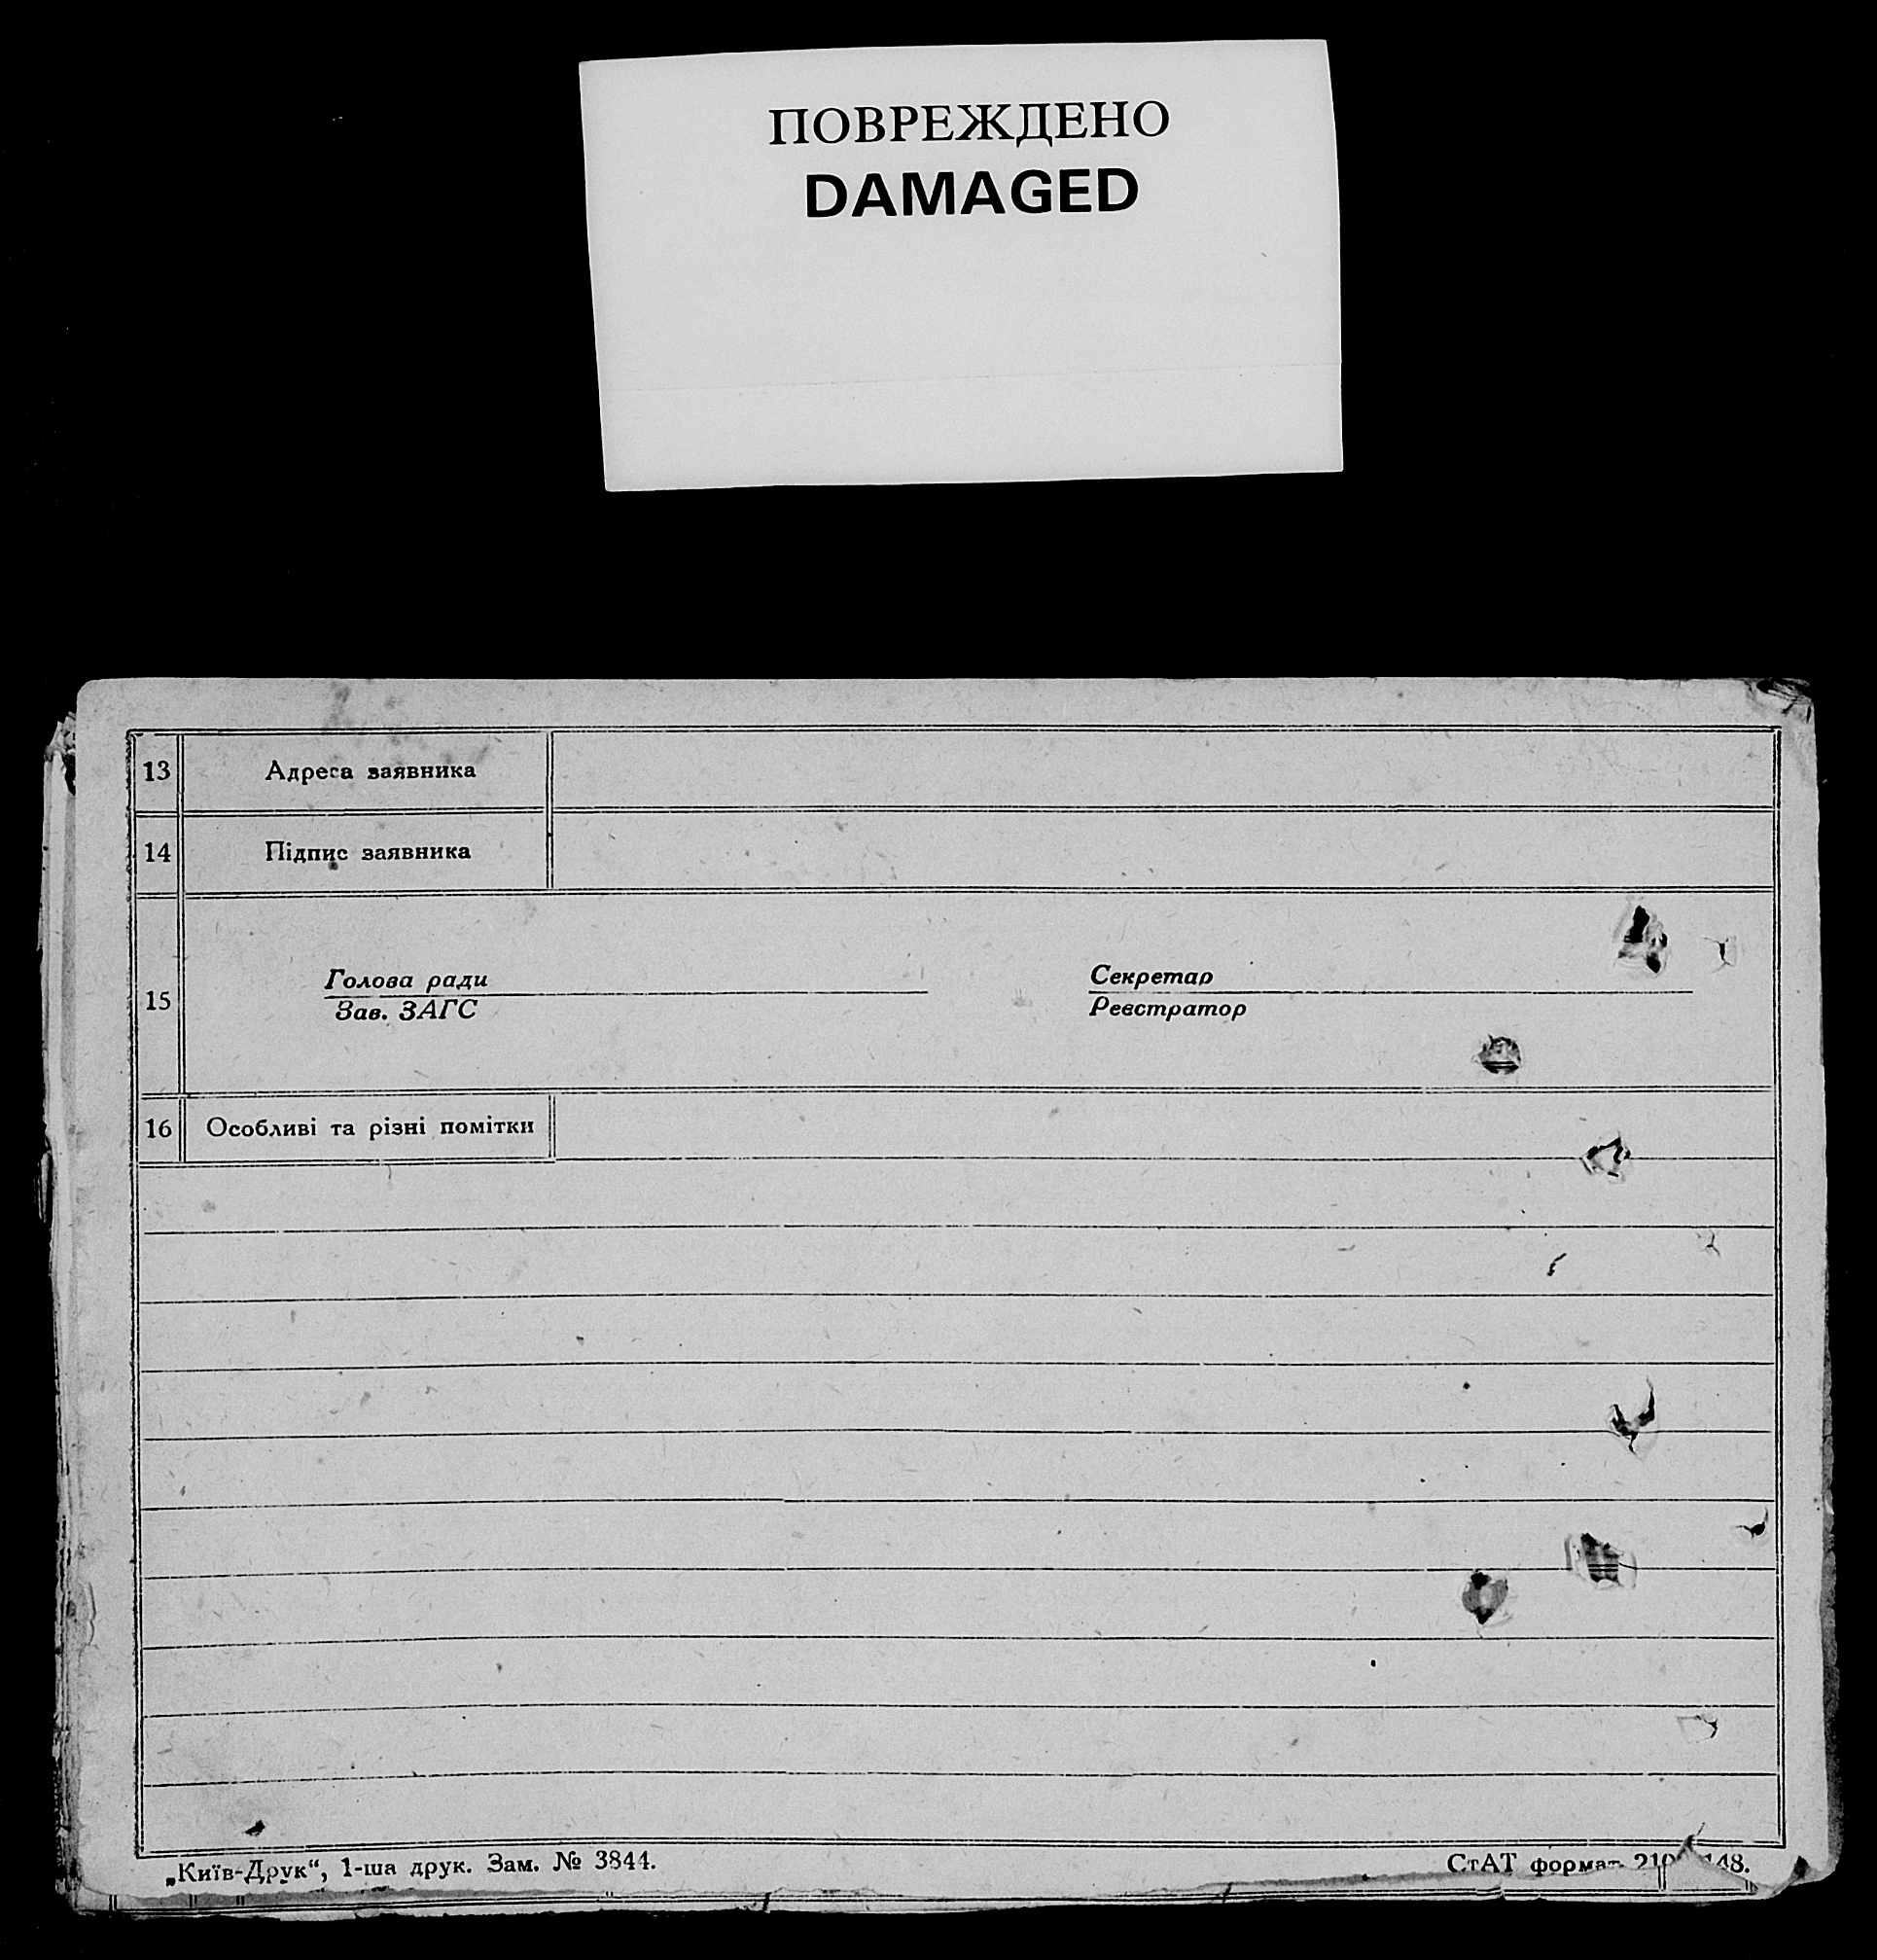 ПОВРЕЖДЕНО
DAMAGED
13 Адреса заявника
14 Підпис заявника
Голова ради Секретар
15 Зав. ЗАГС Реєстратор
16 Особливі та різні помітки
„Київ-Друк“, 1-ша друк. Зам. № 3844. СтАТ формат 148.